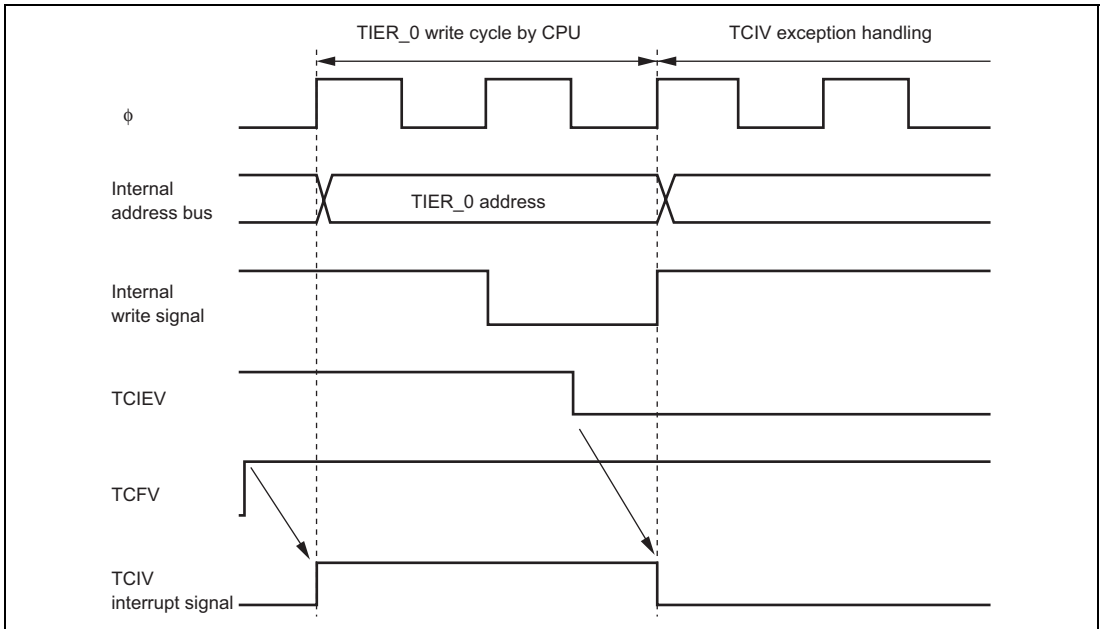 TIER_0 write cycle by CPU
TCIV exception handling
φ
Internal
address bus
TIER_0 address
Internal
write signal
TCIEV
TCFV
TCIV
interrupt signal